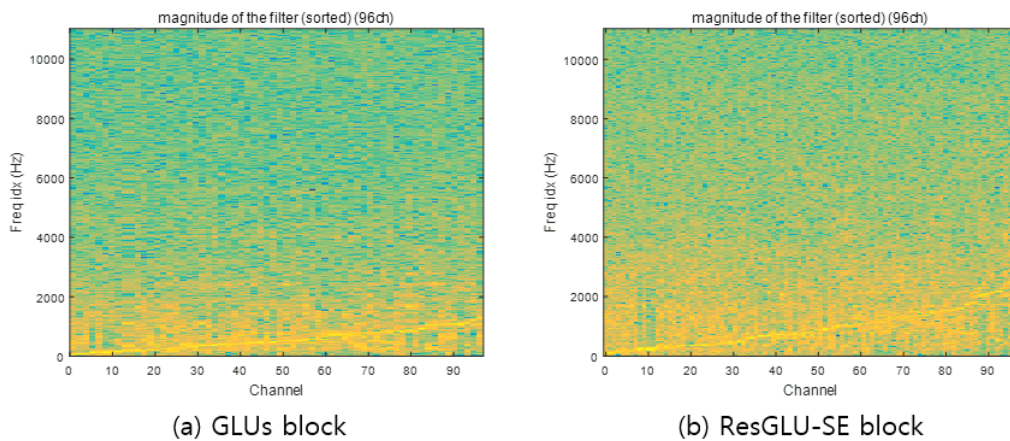 magnitude of the filter (sorted) (96ch)
10000
8000
6000
4000
2000
0
Freq idx (Hz)
0 10 20 30 40 50 60 70 80 90
Channel
(a) GLUs block
magnitude of the filter (sorted) (96ch)
10000
8000
6000
4000
2000
0
Freq idx (Hz)
0 10 20 30 40 50 60 70 80 90
Channel
(b) ResGLU-SE block